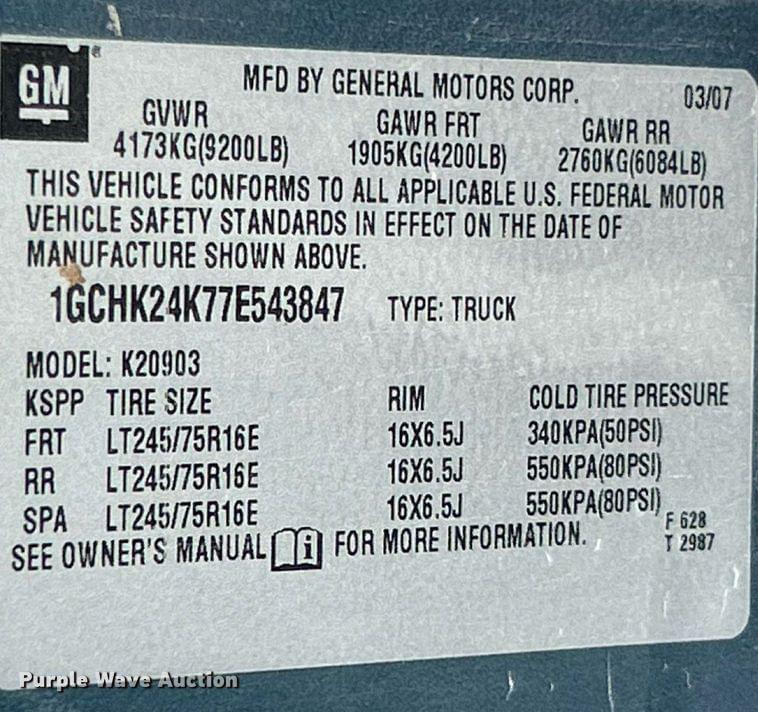 GM®
MFD BY GENERAL MOTORS CORP. 03/07
GVWR GAWR FRT GAWR RR
4173KG(9200LB) 1905KG(4200LB) 2760KG(6084LB)
THIS VEHICLE CONFORMS TO ALL APPLICABLE U.S. FEDERAL MOTOR
VEHICLE SAFETY STANDARDS IN EFFECT ON THE DATE OF
MANUFACTURE SHOWN ABOVE.
1GCHK24K77E543847 TYPE: TRUCK
MODEL: K20903
KSPP TIRE SIZE RIM COLD TIRE PRESSURE
FRT LT245/75R16E 16X6.5J 340KPA(50PSI)
RR LT245/75R16E 16X6.5J 550KPA(80PSI)
SPA LT245/75R16E 16X6.5J 550KPA(80PSI)
SEE OWNER'S MANUAL i FOR MORE INFORMATION. F 628
T 2987
Purple Wave Auction